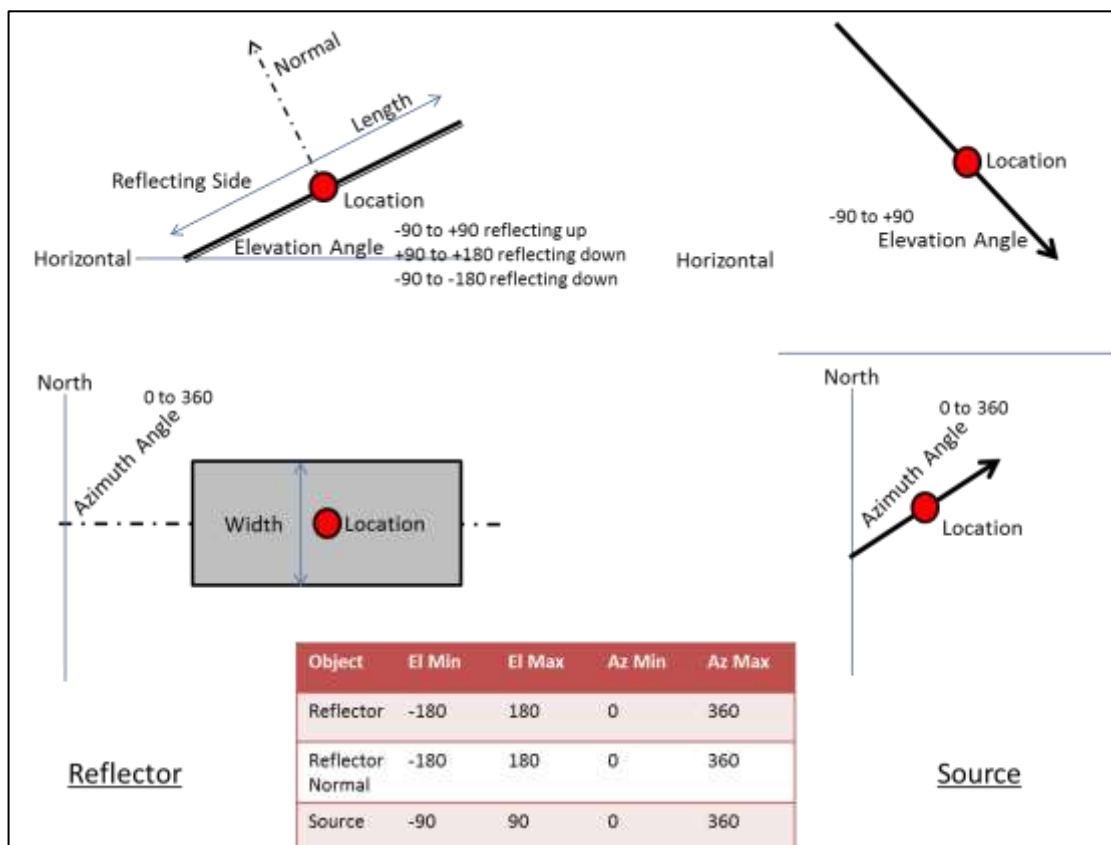 Normal
Length
Reflecting Side
Location
Elevation Angle
-90 to +90 reflecting up
+90 to +180 reflecting down
-90 to -180 reflecting down
Horizontal
Location
-90 to +90
Elevation Angle
Horizontal
North
0 to 360
Azimuth Angle
Width
Location
North
0 to 360
Azimuth Angle
Location
Object El Min El Max Az Min Az Max
Reflector -180 180 0 360
Reflector
Normal -180 180 0 360
Source -90 90 0 360
Reflector
Source